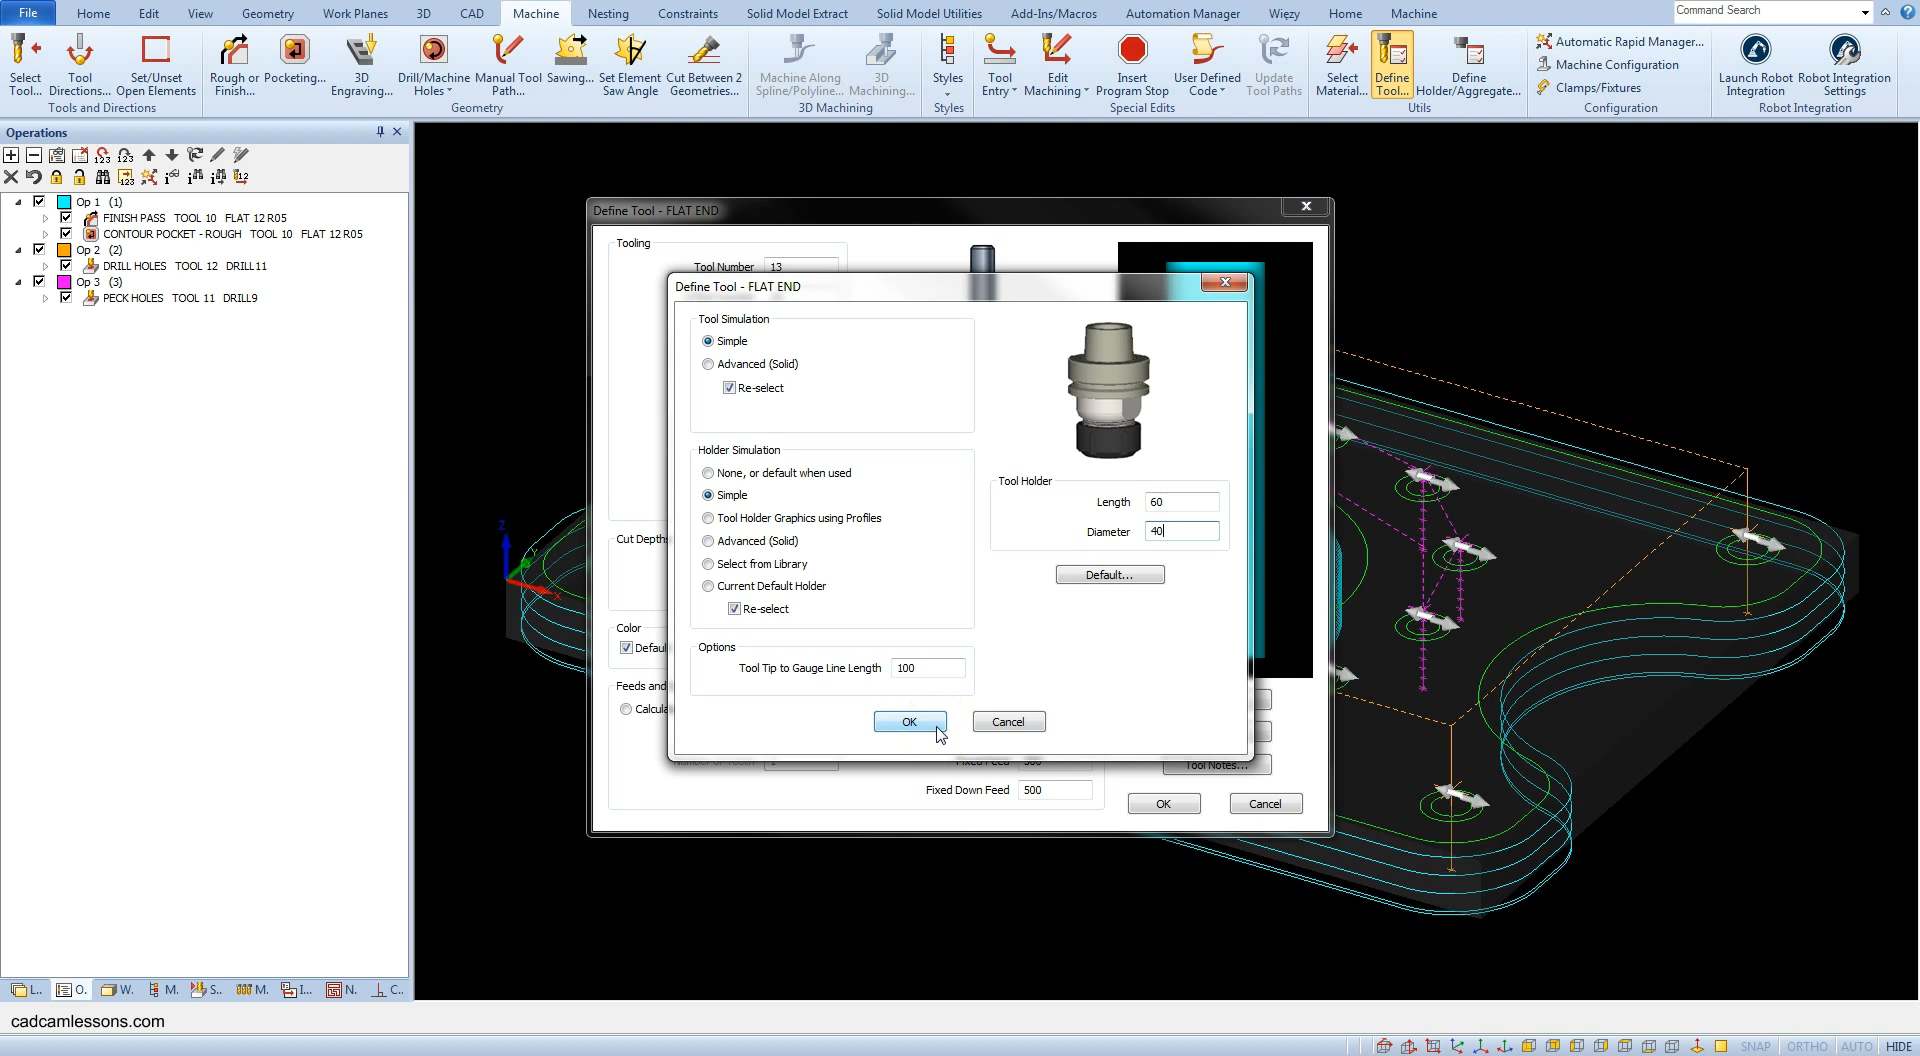 File Home Edit View Geometry Work Planes 3D CAD Machine Nesting Constraints Solid Model Extract Solid Model Utilities Add-Ins/Macros Automation Manager Więzy Home Machine Command Search
Select Tool... Tool Directions... Set/Unset Open Elements Rough or Finish... Pocketing... 3D Engraving... Drill/Machine Holes Manual Tool Path... Sawing... Set Element Saw Angle Cut Between 2 Geometries... Machine Along Spline/Polyline... 3D Machining... Styles Tool Entry Edit Machining Insert Program Stop User Defined Code Update Tool Paths Select Material... Define Tool... Define Holder/Aggregate... Automatic Rapid Manager... Machine Configuration Clamps/Fixtures Launch Robot Integration Robot Integration Settings
Tools and Directions Geometry 3D Machining Styles Special Edits Utils Configuration Robot Integration
Operations
Op 1 (1)
FINISH PASS TOOL 10 FLAT 12 R05
CONTOUR POCKET - ROUGH TOOL 10 FLAT 12 R05
Op 2 (2)
DRILL HOLES TOOL 12 DRILL11
Op 3 (3)
PECK HOLES TOOL 11 DRILL9
Define Tool - FLAT END
Tooling
Tool Number 13
Cut Depth
Color
Defaul
Feeds and
Calcula
Define Tool - FLAT END
Tool Simulation
Simple
Advanced (Solid)
Re-select
Holder Simulation
None, or default when used
Simple
Tool Holder Graphics using Profiles
Advanced (Solid)
Select from Library
Current Default Holder
Re-select
Options
Tool Tip to Gauge Line Length 100
Tool Holder
Length 60
Diameter 40
Default...
OK Cancel
Tool Notes...
Fixed Down Feed 500
OK Cancel
Z
Y
X
L.. O. W. M. S.. M. I... N. C..
cadcamlessons.com
SNAP ORTHO AUTO HIDE